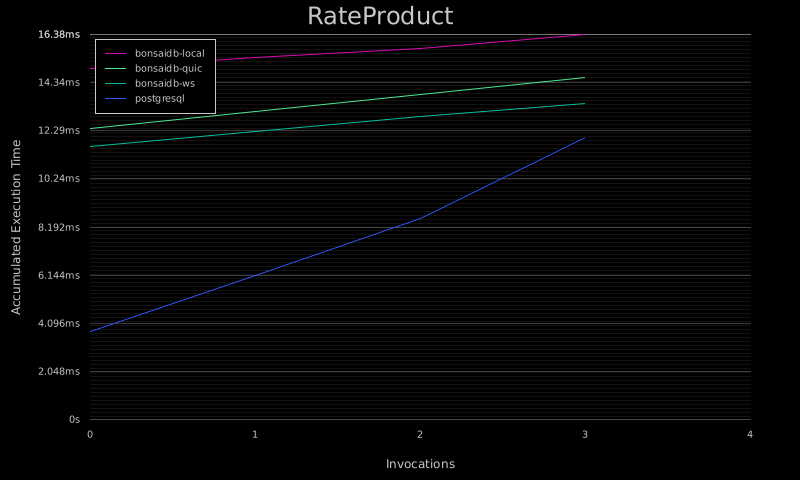 RateProduct
16.38ms
bonsaidb-local
bonsaidb-quic
bonsaidb-ws
postgresql
14.34ms
12.29ms
10.24ms
8.192ms
6.144ms
4.096ms
2.048ms
0s
Accumulated Execution Time
0 1 2 3 4
Invocations